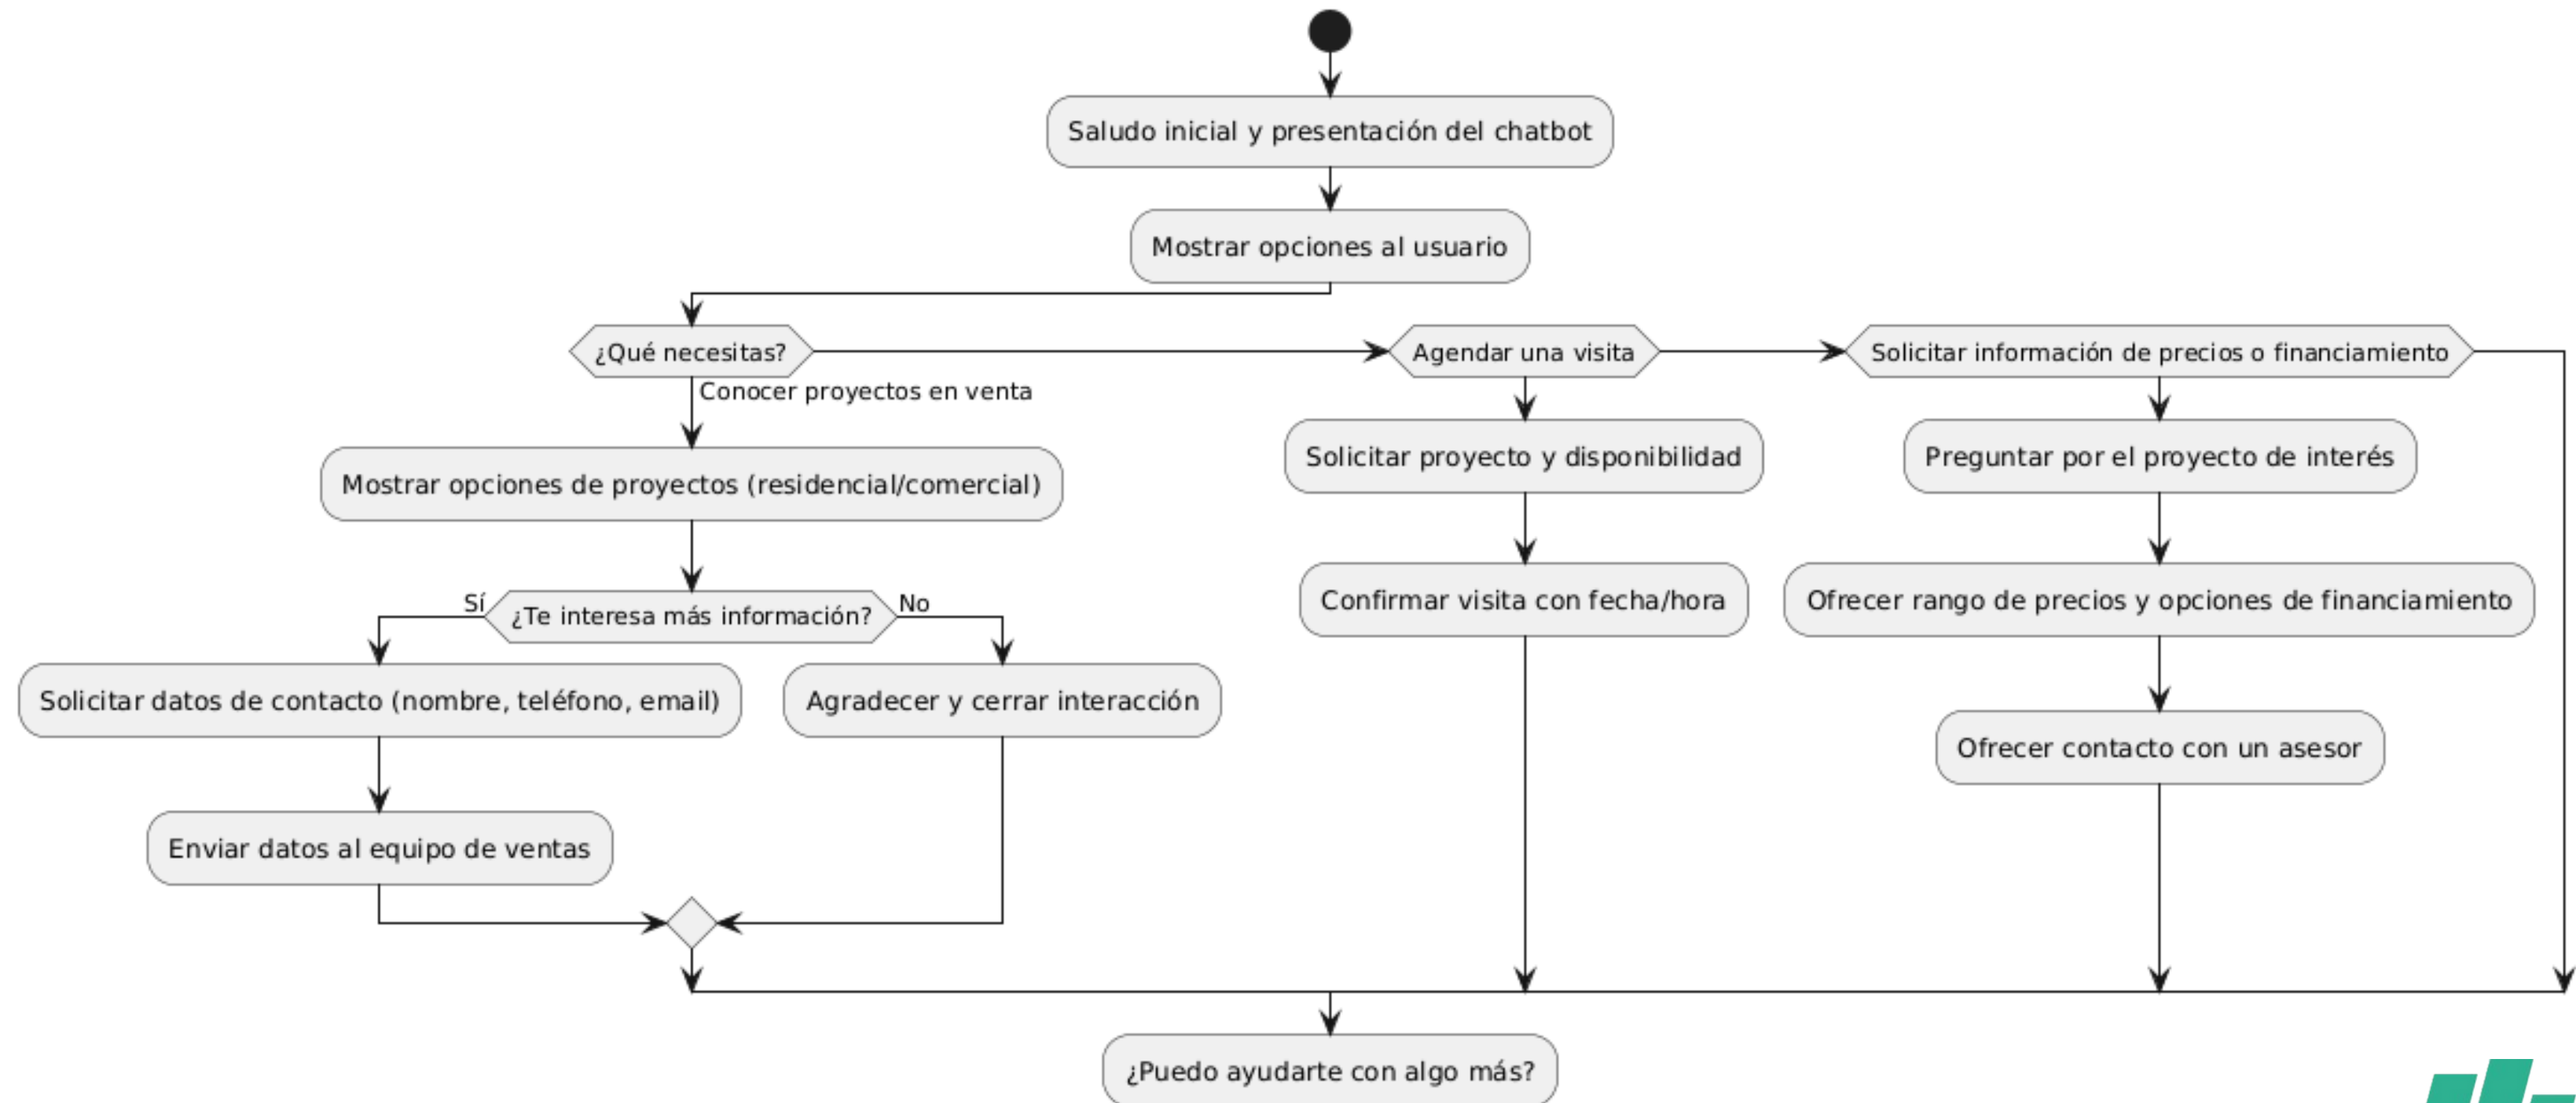 Saludo inicial y presentación del chatbot
Mostrar opciones al usuario
¿Qué necesitas?
Agendar una visita
Solicitar información de precios o financiamiento
Conocer proyectos en venta
Solicitar proyecto y disponibilidad
Preguntar por el proyecto de interés
Mostrar opciones de proyectos (residencial/comercial)
Confirmar visita con fecha/hora
Ofrecer rango de precios y opciones de financiamiento
Sí
¿Te interesa más información?
No
Solicitar datos de contacto (nombre, teléfono, email)
Agradecer y cerrar interacción
Ofrecer contacto con un asesor
Enviar datos al equipo de ventas
¿Puedo ayudarte con algo más?